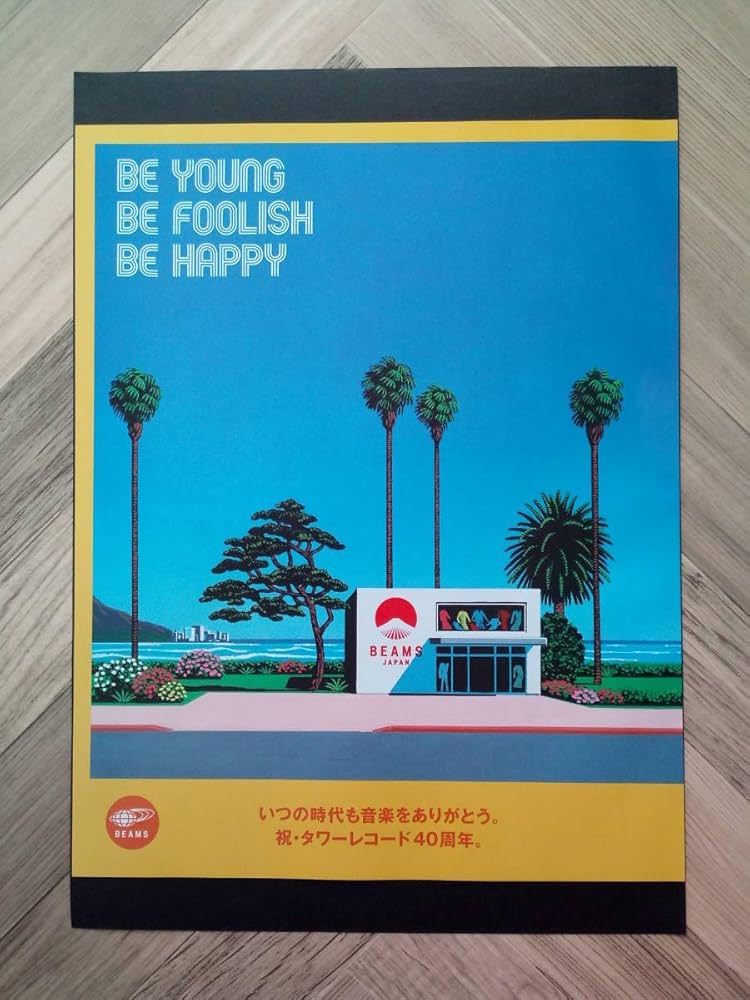 BE YOUNG
BE FOOLISH
BE HAPPY
BEAMS
JAPAN
BEAMS
いつの時代も音楽をありがとう。
祝・タワーレコード40周年。